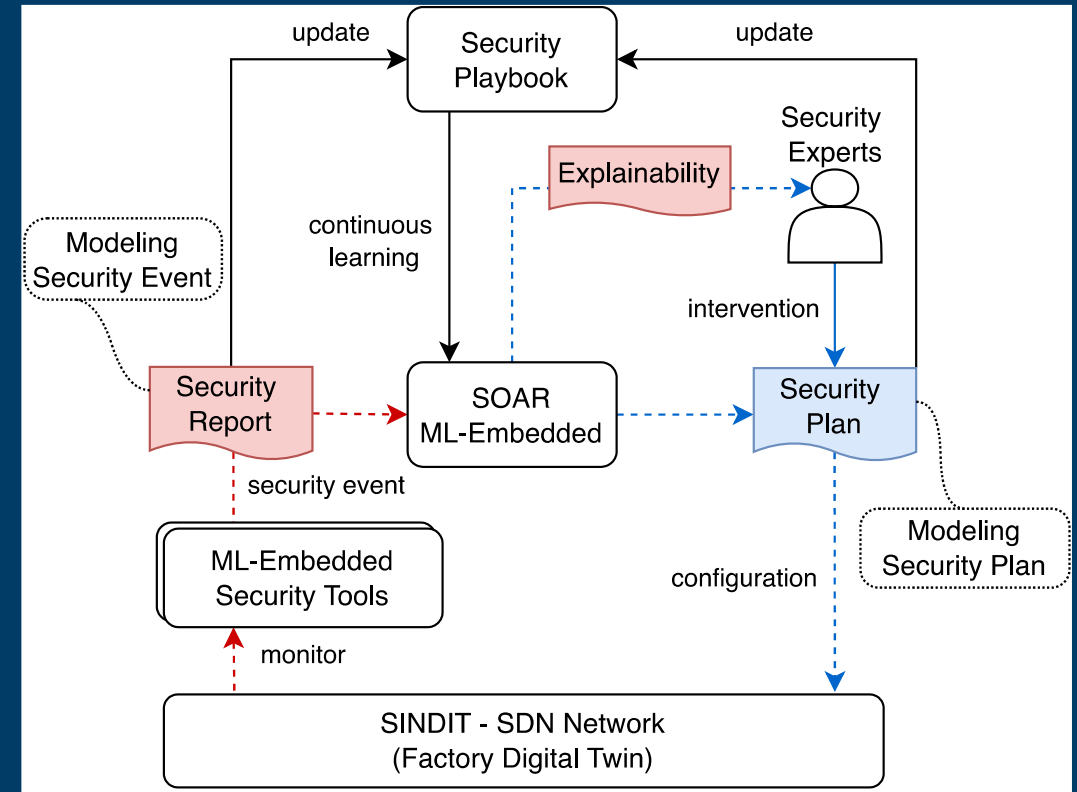 update
Security
Playbook
update
Security
Experts
Explainability
continuous
learning
Modeling
Security Event
intervention
Security
Report
SOAR
ML-Embedded
Security
Plan
security event
ML-Embedded
Security Tools
configuration
Modeling
Security Plan
monitor
SINDIT - SDN Network
(Factory Digital Twin)